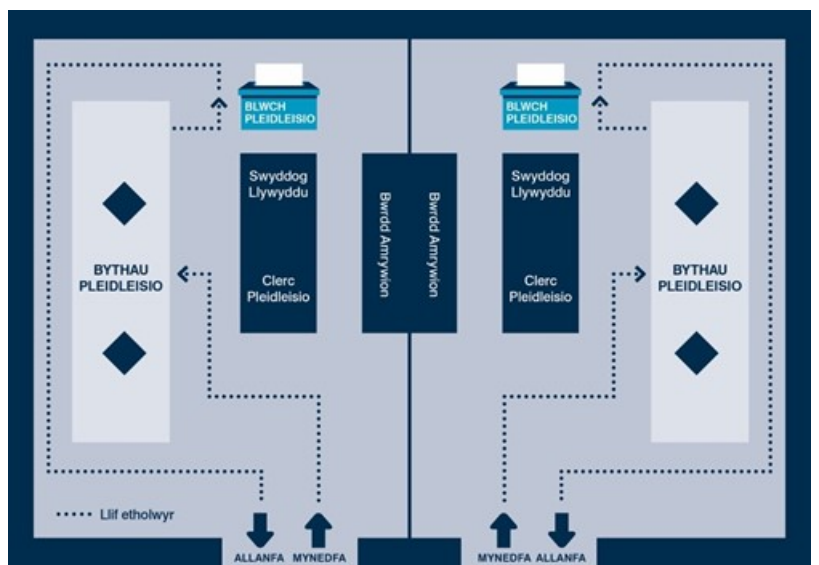 BLWCH
PLEIDLEISIO
Swyddog
Llywyddu
Clerc
Pleidleisio
BYTHAU
PLEIDLEISIO
Bwrdd Amrywion
Bwrdd Amrywion
BLWCH
PLEIDLEISIO
Swyddog
Llywyddu
Clerc
Pleidleisio
BYTHAU
PLEIDLEISIO
Llif etholwyr
ALLANFA MYNEDFA
MYNEDFA ALLANFA